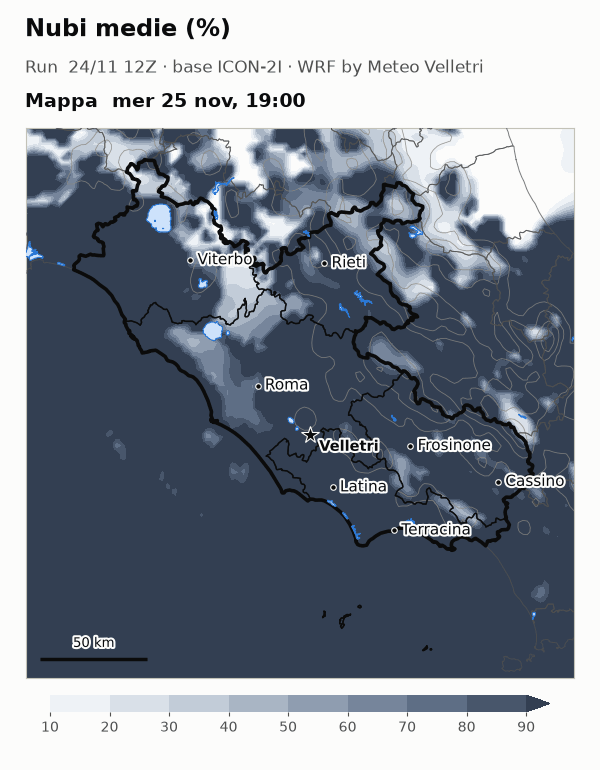 Nubi medie (%)
Run  24/11 12Z · base ICON-2I · WRF by Meteo Velletri
Mappa  mer 25 nov, 19:00
Viterbo
Rieti
Roma
Velletri
Frosinone
Cassino
Latina
Terracina
50 km
10 20 30 40 50 60 70 80 90